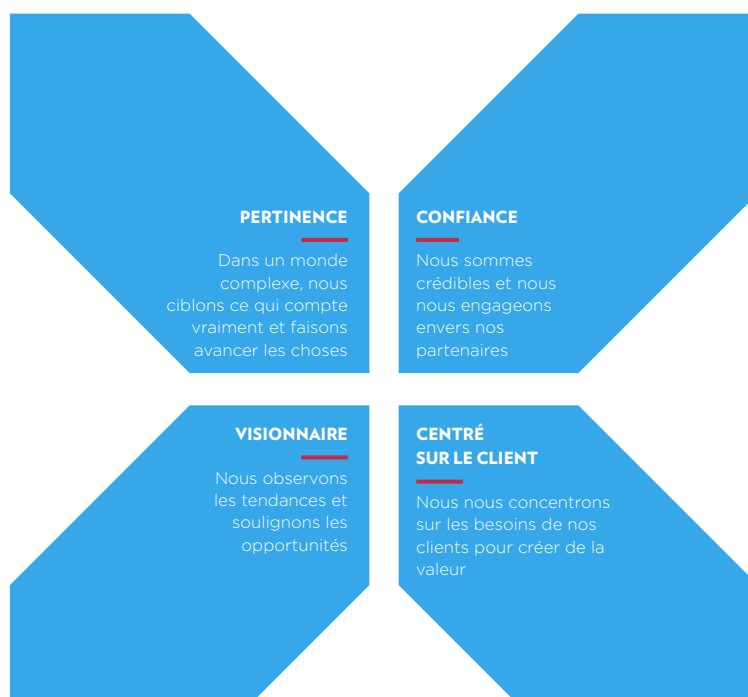 PERTINENCE
Dans un monde
complexe, nous
ciblons ce qui compte
vraiment et faisons
avancer les choses
CONFIANCE
Nous sommes
crédibles et nous
nous engageons
envers nos
partenaires
VISIONNAIRE
Nous observons
les tendances et
soulignons les
opportunités
CENTRÉ
SUR LE CLIENT
Nous nous concentrons
sur les besoins de nos
clients pour créer de la
valeur